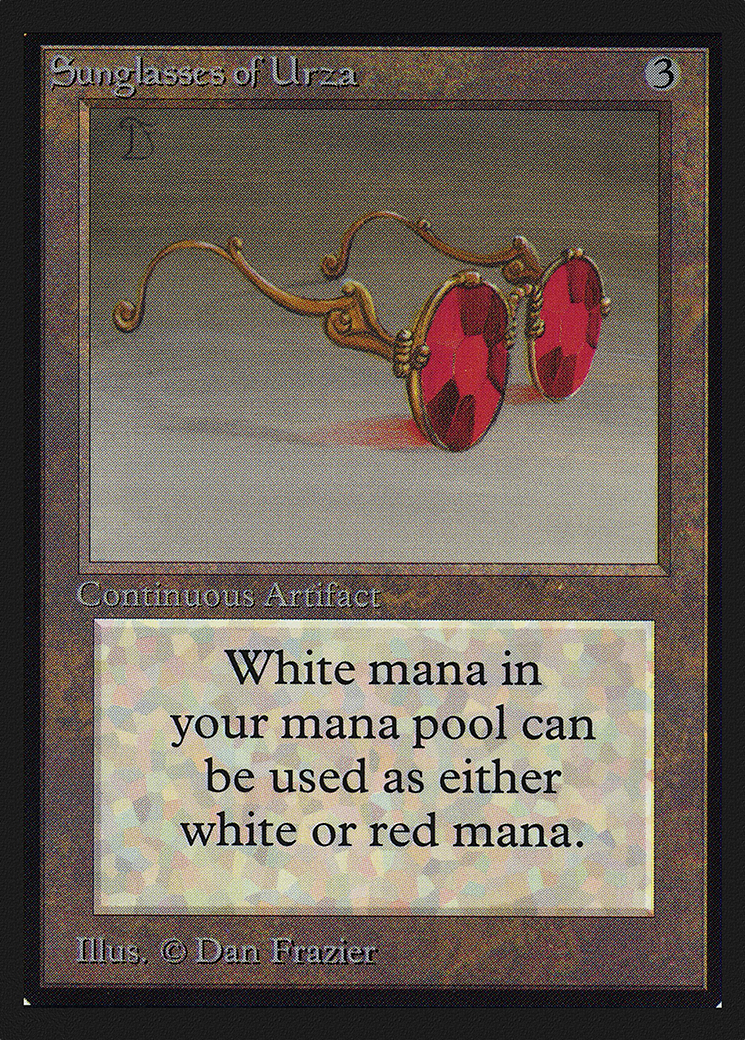 Sunglasses of Urza 3
Continuous Artifact
White mana in
your mana pool can
be used as either
white or red mana.
Illus. © Dan Frazier